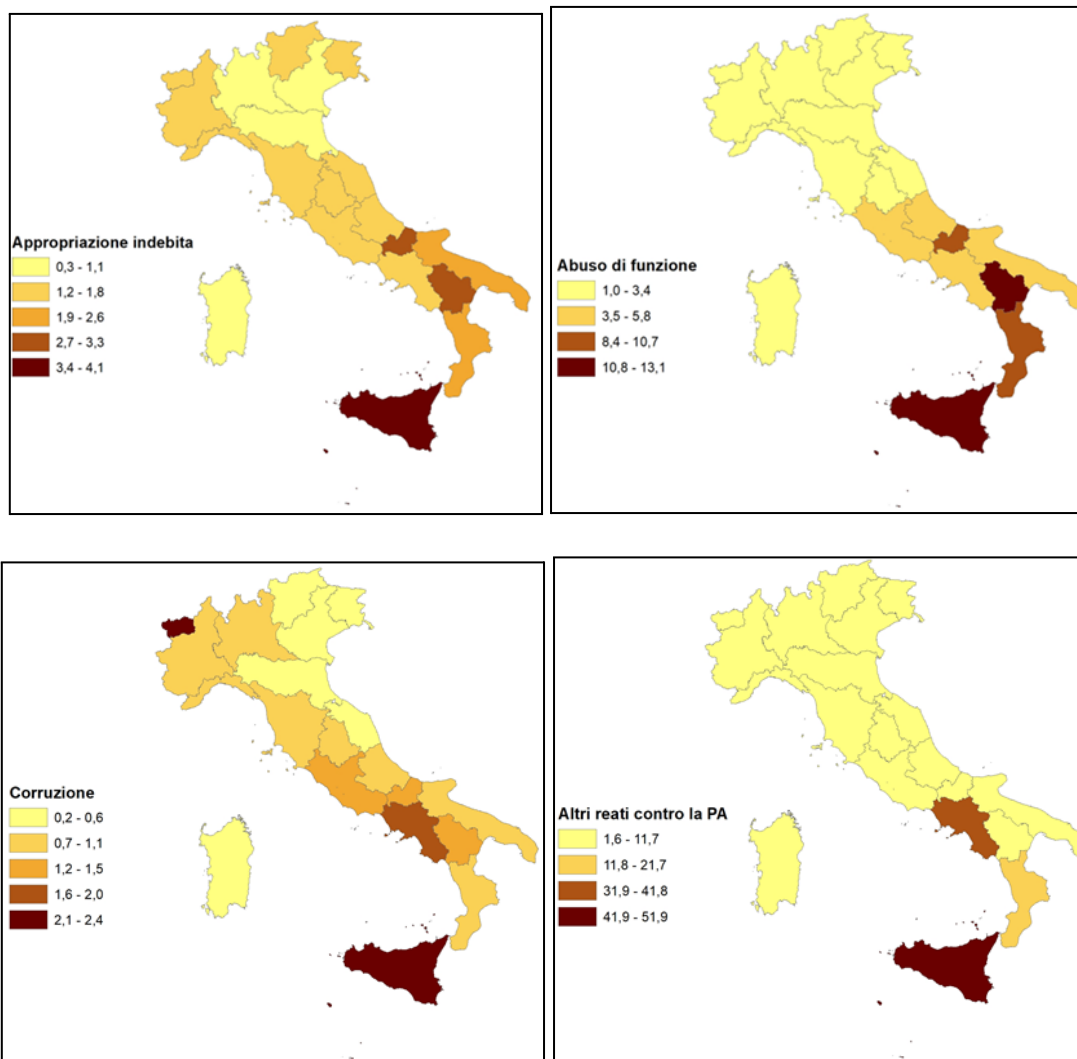 Appropriazione indebita
0,3 - 1,1
1,2 - 1,8
1,9 - 2,6
2,7 - 3,3
3,4 - 4,1
Abuso di funzione
1,0 - 3,4
3,5 - 5,8
8,4 - 10,7
10,8 - 13,1
Corruzione
0,2 - 0,6
0,7 - 1,1
1,2 - 1,5
1,6 - 2,0
2,1 - 2,4
Altri reati contro la PA
1,6 - 11,7
11,8 - 21,7
31,9 - 41,8
41,9 - 51,9